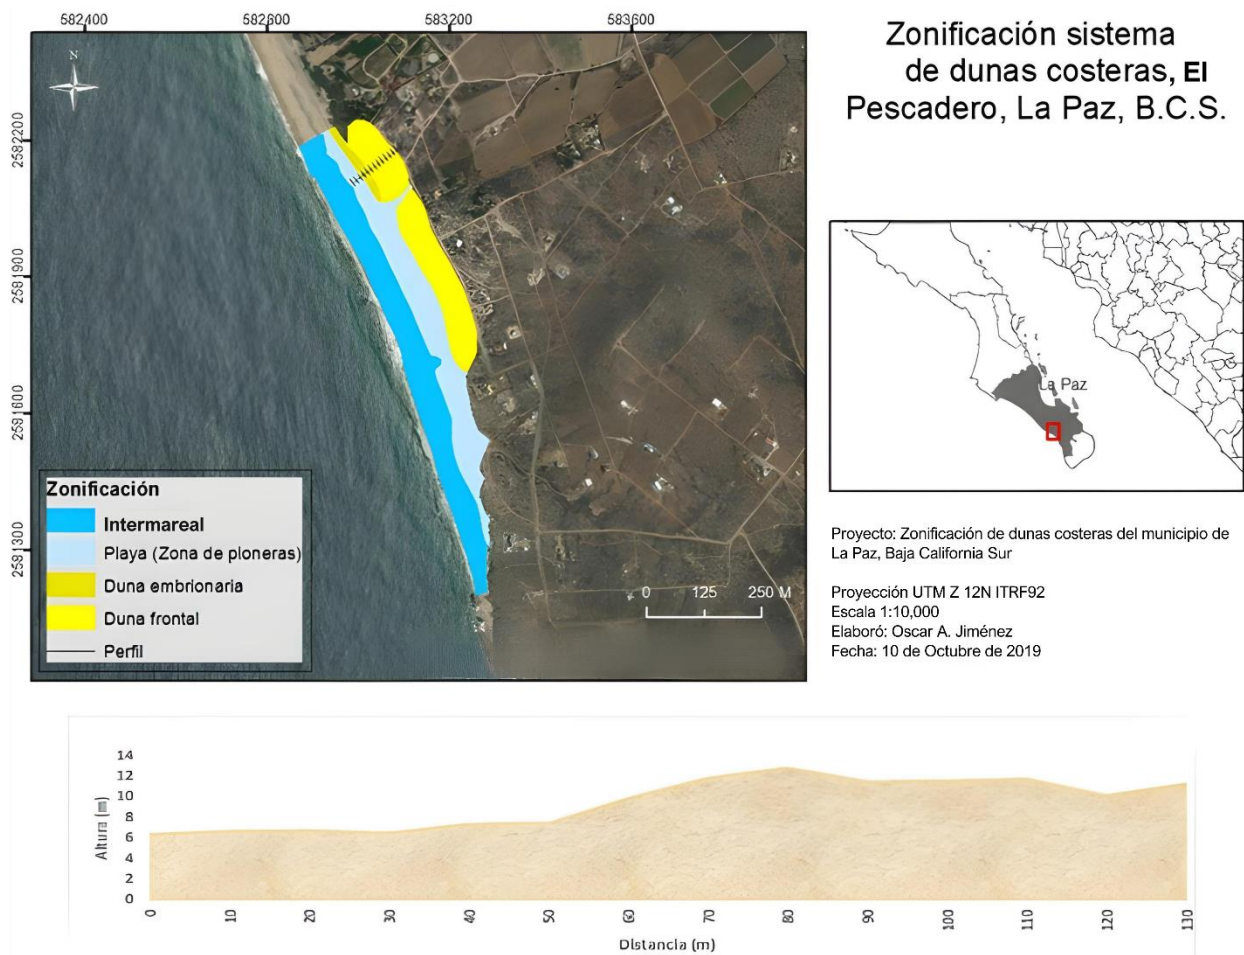 Zonificación sistema
de dunas costeras, El
Pescadero, La Paz, B.C.S.
582400 582800 583200 583600
2582200
2581900
2591600
2581300
N
Zonificación
Intermareal
Playa (Zona de ploneras)
Duna embrionaria
Duna frontal
Perfil
0 125 250 M
La Paz
Proyecto: Zonificación de dunas costeras del municipio de
La Paz, Baja California Sur
Proyección UTM Z 12N ITRF92
Escala 1:10,000
Elaboró: Oscar A. Jiménez
Fecha: 10 de Octubre de 2019
Altura (m)
14
12
10
8
6
4
2
0
0 10 20 30 40 50 60 70 80 90 100 110 120 130
Distancia (m)